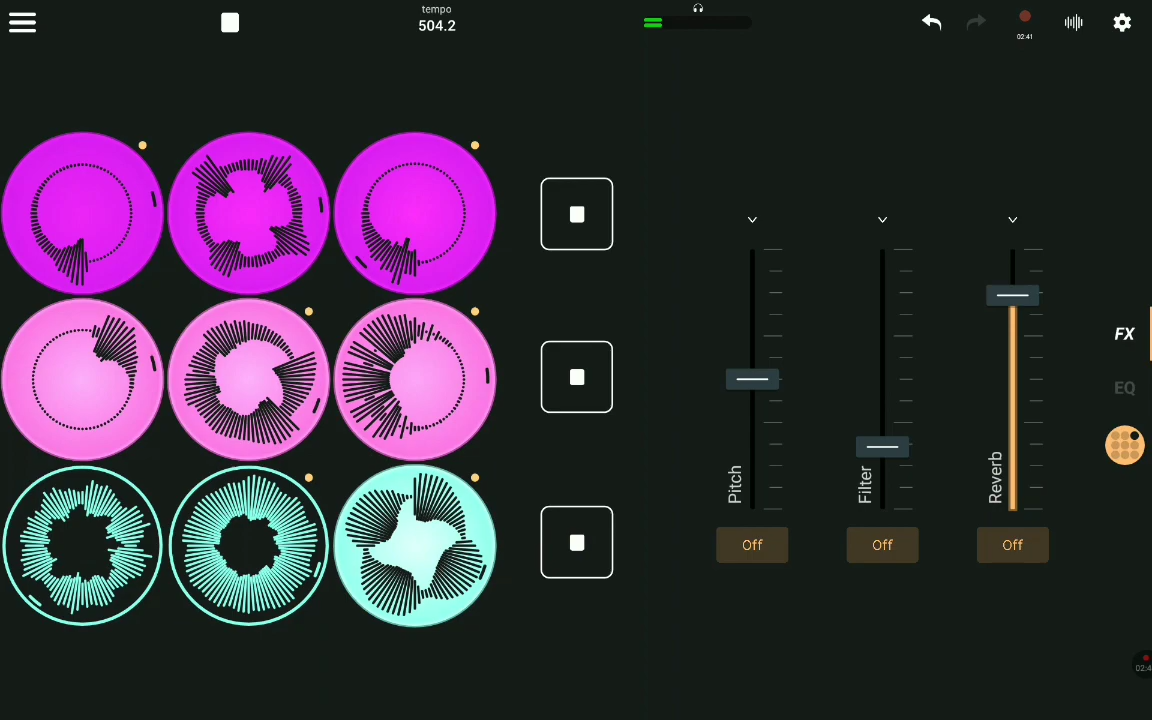 tempo
504.2
02:41
FX
EQ
Pitch
Filter
Reverb
Off
Off
Off